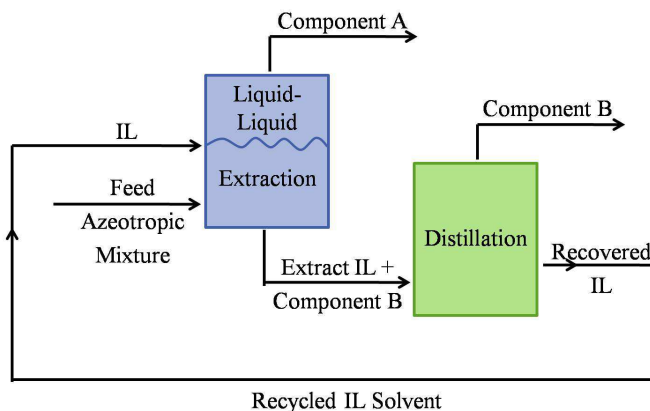 Component A
Liquid-
Liquid
Extraction
IL
Feed
Azeotropic
Mixture
Extract IL +
Component B
Component B
Distillation
Recovered
IL
Recycled IL Solvent